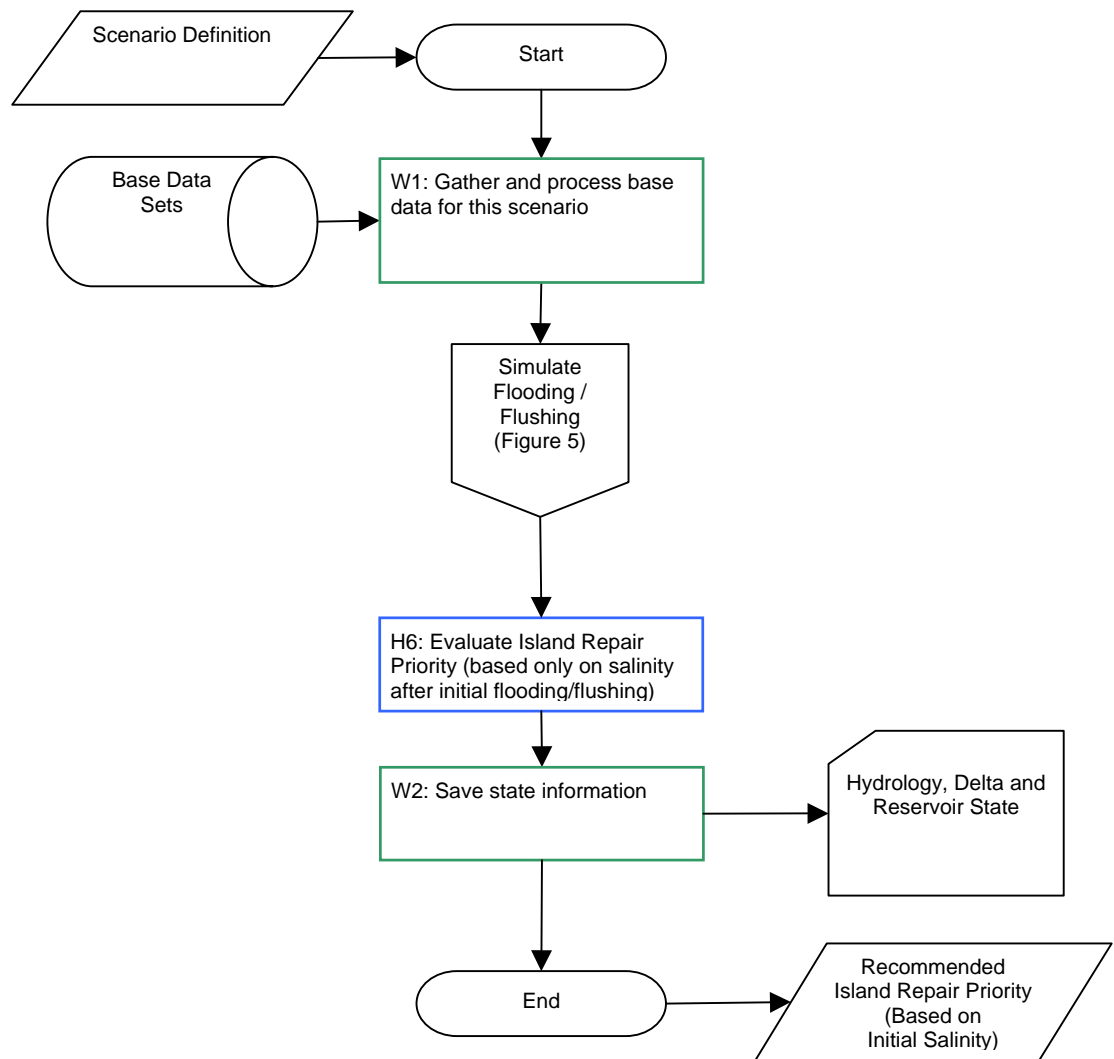 Scenario Definition
Start
Base Data
Sets
W1: Gather and process base
data for this scenario
Simulate
Flooding /
Flushing
(Figure 5)
H6: Evaluate Island Repair
Priority (based only on salinity
after initial flooding/flushing)
W2: Save state information
Hydrology, Delta and
Reservoir State
End
Recommended
Island Repair Priority
(Based on
Initial Salinity)